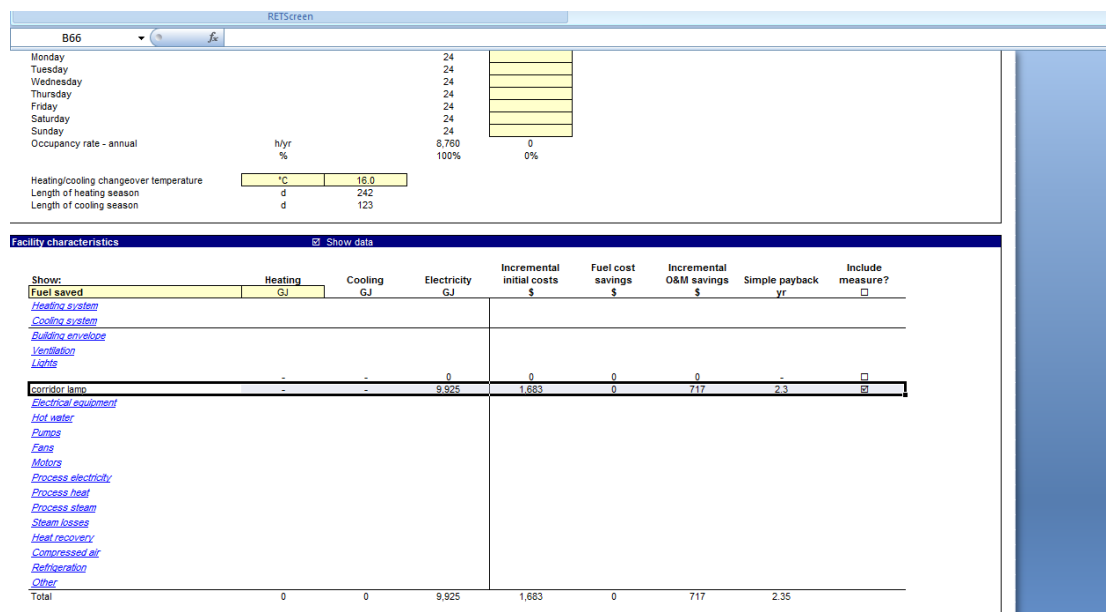 RETScreen
B66 fx
Monday 24
Tuesday 24
Wednesday 24
Thursday 24
Friday 24
Saturday 24
Sunday 24
Occupancy rate - annual h/yr 8,760 0
% 100% 0%
Heating/cooling changeover temperature °C 16.0
Length of heating season d 242
Length of cooling season d 123
Facility characteristics Show data
Incremental Fuel cost Incremental Include
Show: Heating Cooling Electricity initial costs savings O&M savings Simple payback measure?
Fuel saved GJ GJ GJ $ $ $ yr
Heating system
Cooling system
Building envelope
Ventilation
Lights
- - 0 0 0 0 -
corridor lamp - - 9,925 1,683 0 717 2.3
Electrical equipment
Hot water
Pumps
Fans
Motors
Process electricity
Process heat
Process steam
Steam losses
Heat recovery
Compressed air
Refrigeration
Other
Total 0 0 9,925 1,683 0 717 2.35